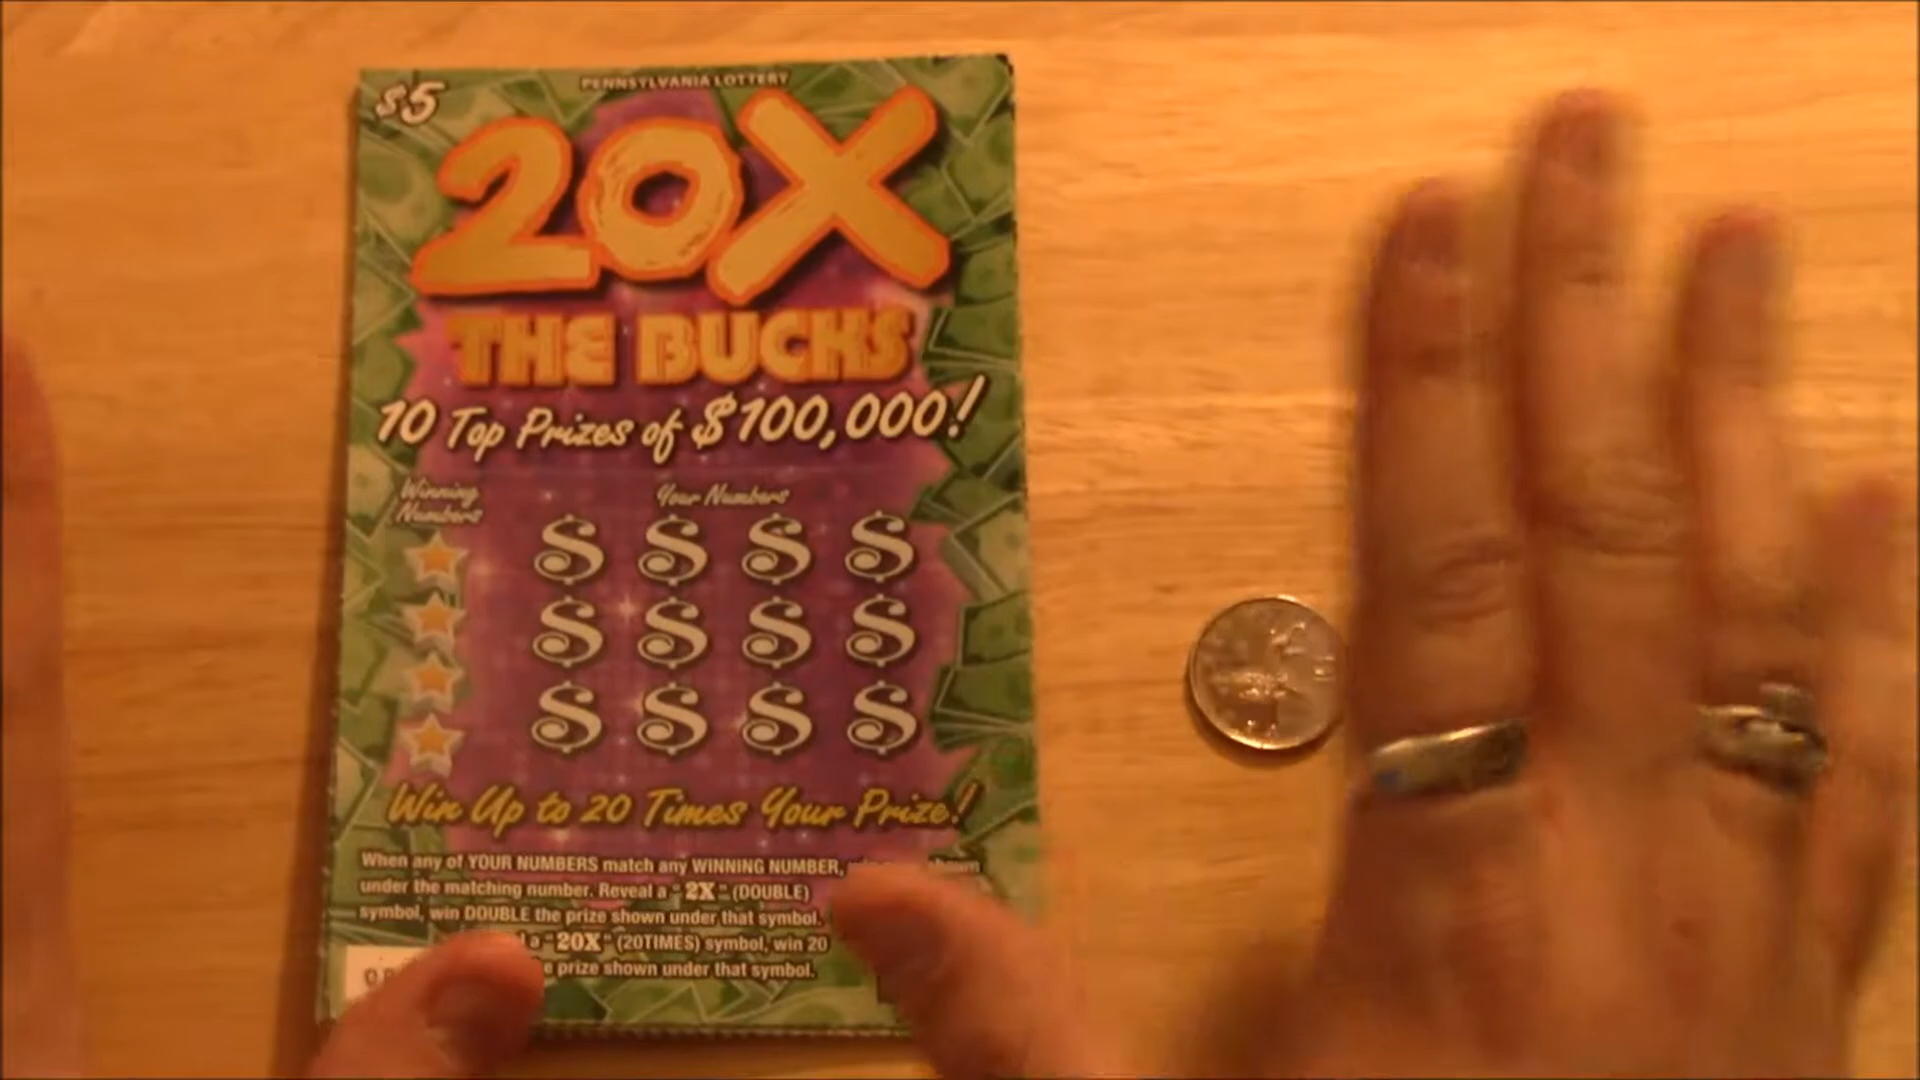 $5
PENNSYLVANIA LOTTERY
20X
THE BUCKS
10 Top Prizes of $100,000!
Winning
Numbers
Your Numbers
$ $ $ $
$ $ $ $
$ $ $ $
Win Up to 20 Times Your Prize!
When any of YOUR NUMBERS match any WINNING NUMBER,
under the matching number. Reveal a "2X" (DOUBLE)
symbol, win DOUBLE the prize shown under that symbol.
a "20X" (20TIMES) symbol, win 20
prize shown under that symbol.